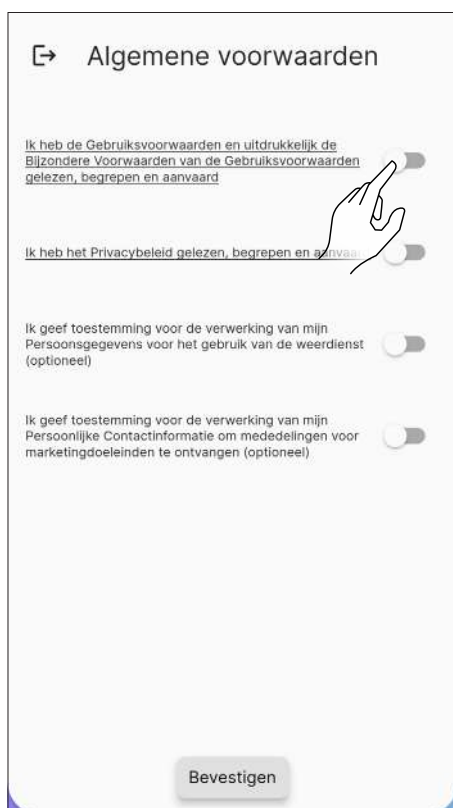 Algemene voorwaarden
Ik heb de Gebruiksvoorwaarden en uitdrukkelijk de
Bijzondere Voorwaarden van de Gebruiksvoorwaarden
gelezen, begrepen en aanvaard
Ik heb het Privacybeleid gelezen, begrepen en aanvaa
Ik geef toestemming voor de verwerking van mijn
Persoonsgegevens voor het gebruik van de weerdienst
(optioneel)
Ik geef toestemming voor de verwerking van mijn
Persoonlijke Contactinformatie om mededelingen voor
marketingdoeleinden te ontvangen (optioneel)
Bevestigen